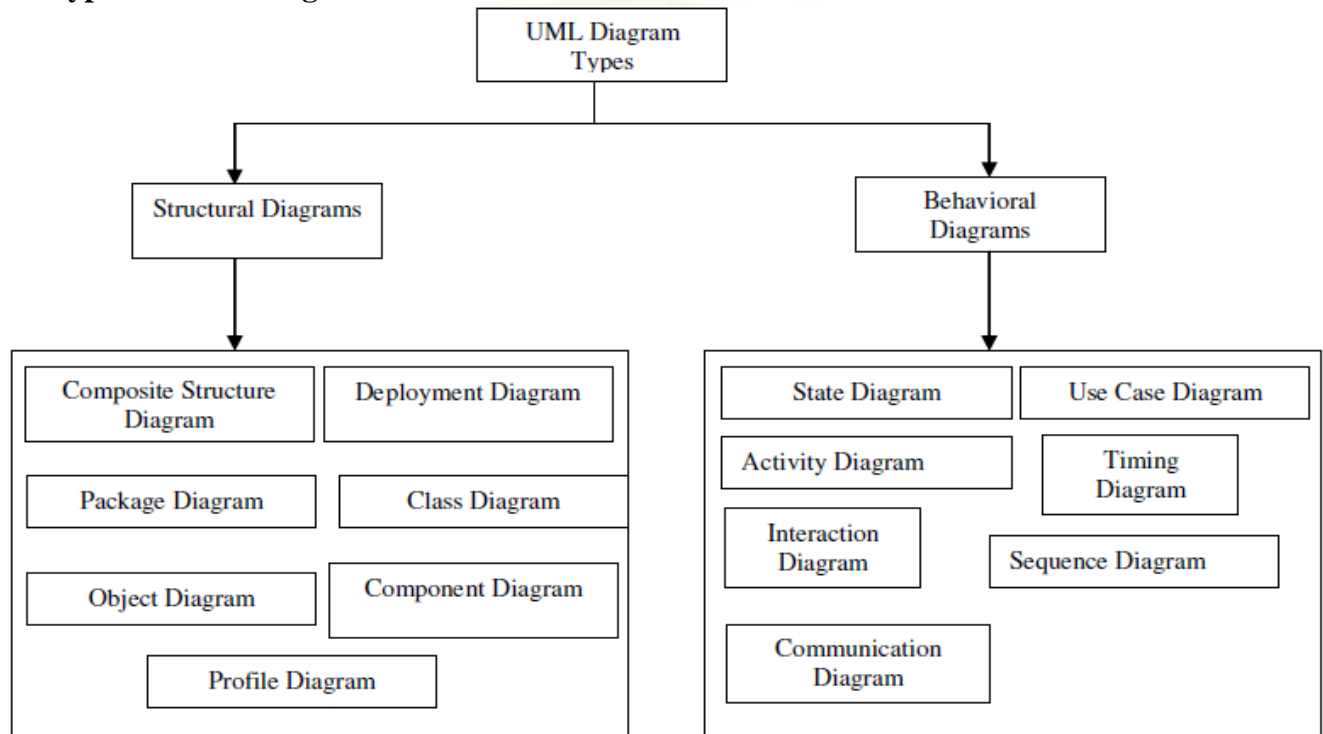 UML Diagram
Types
Structural Diagrams
Behavioral
Diagrams
Composite Structure
Diagram
Deployment Diagram
Package Diagram
Class Diagram
Object Diagram
Component Diagram
Profile Diagram
State Diagram
Use Case Diagram
Activity Diagram
Timing
Diagram
Interaction
Diagram
Sequence Diagram
Communication
Diagram